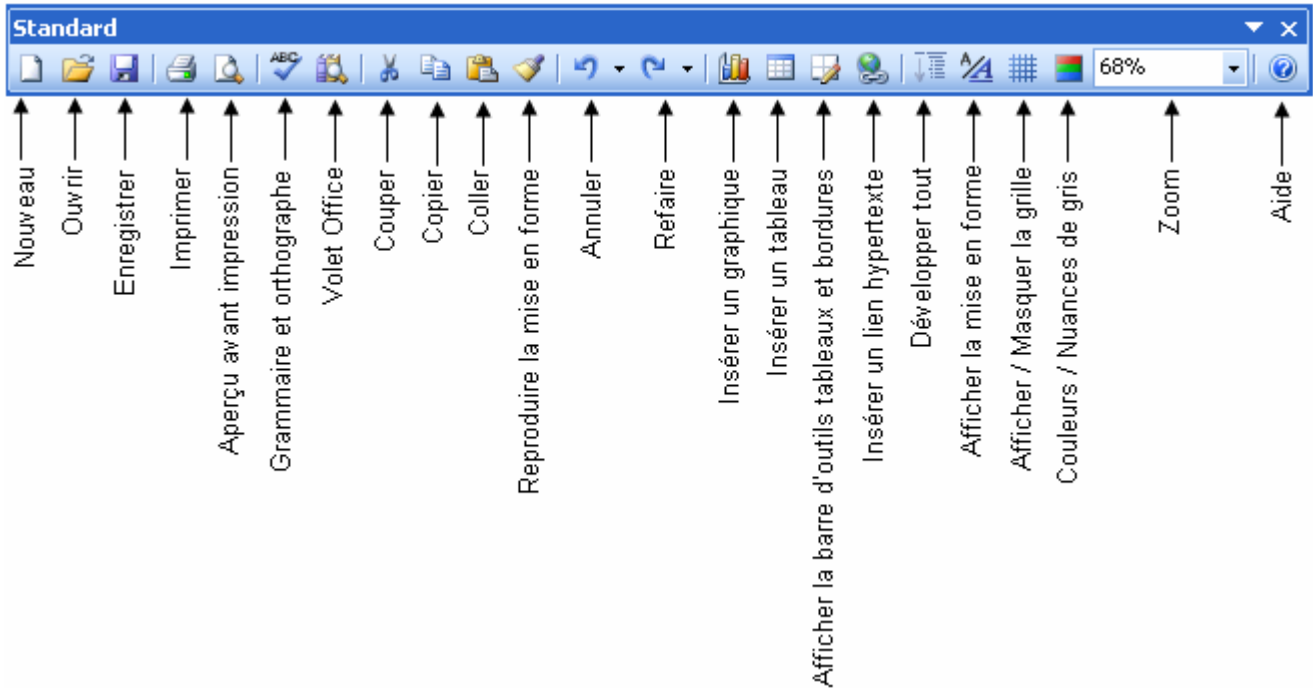 Standard
ABC
A/A
68%
Nouveau
Ouvrir
Enregistrer
Imprimer
Aperçu avant impression
Grammaire et orthographe
Volet Office
Couper
Copier
Coller
Reproduire la mise en forme
Annuler
Refaire
Insérer un graphique
Insérer un tableau
Afficher la barre d'outils tableaux et bordures
Insérer un lien hypertexte
Développer tout
Afficher la mise en forme
Afficher / Masquer la grille
Couleurs / Nuances de gris
Zoom
Aide